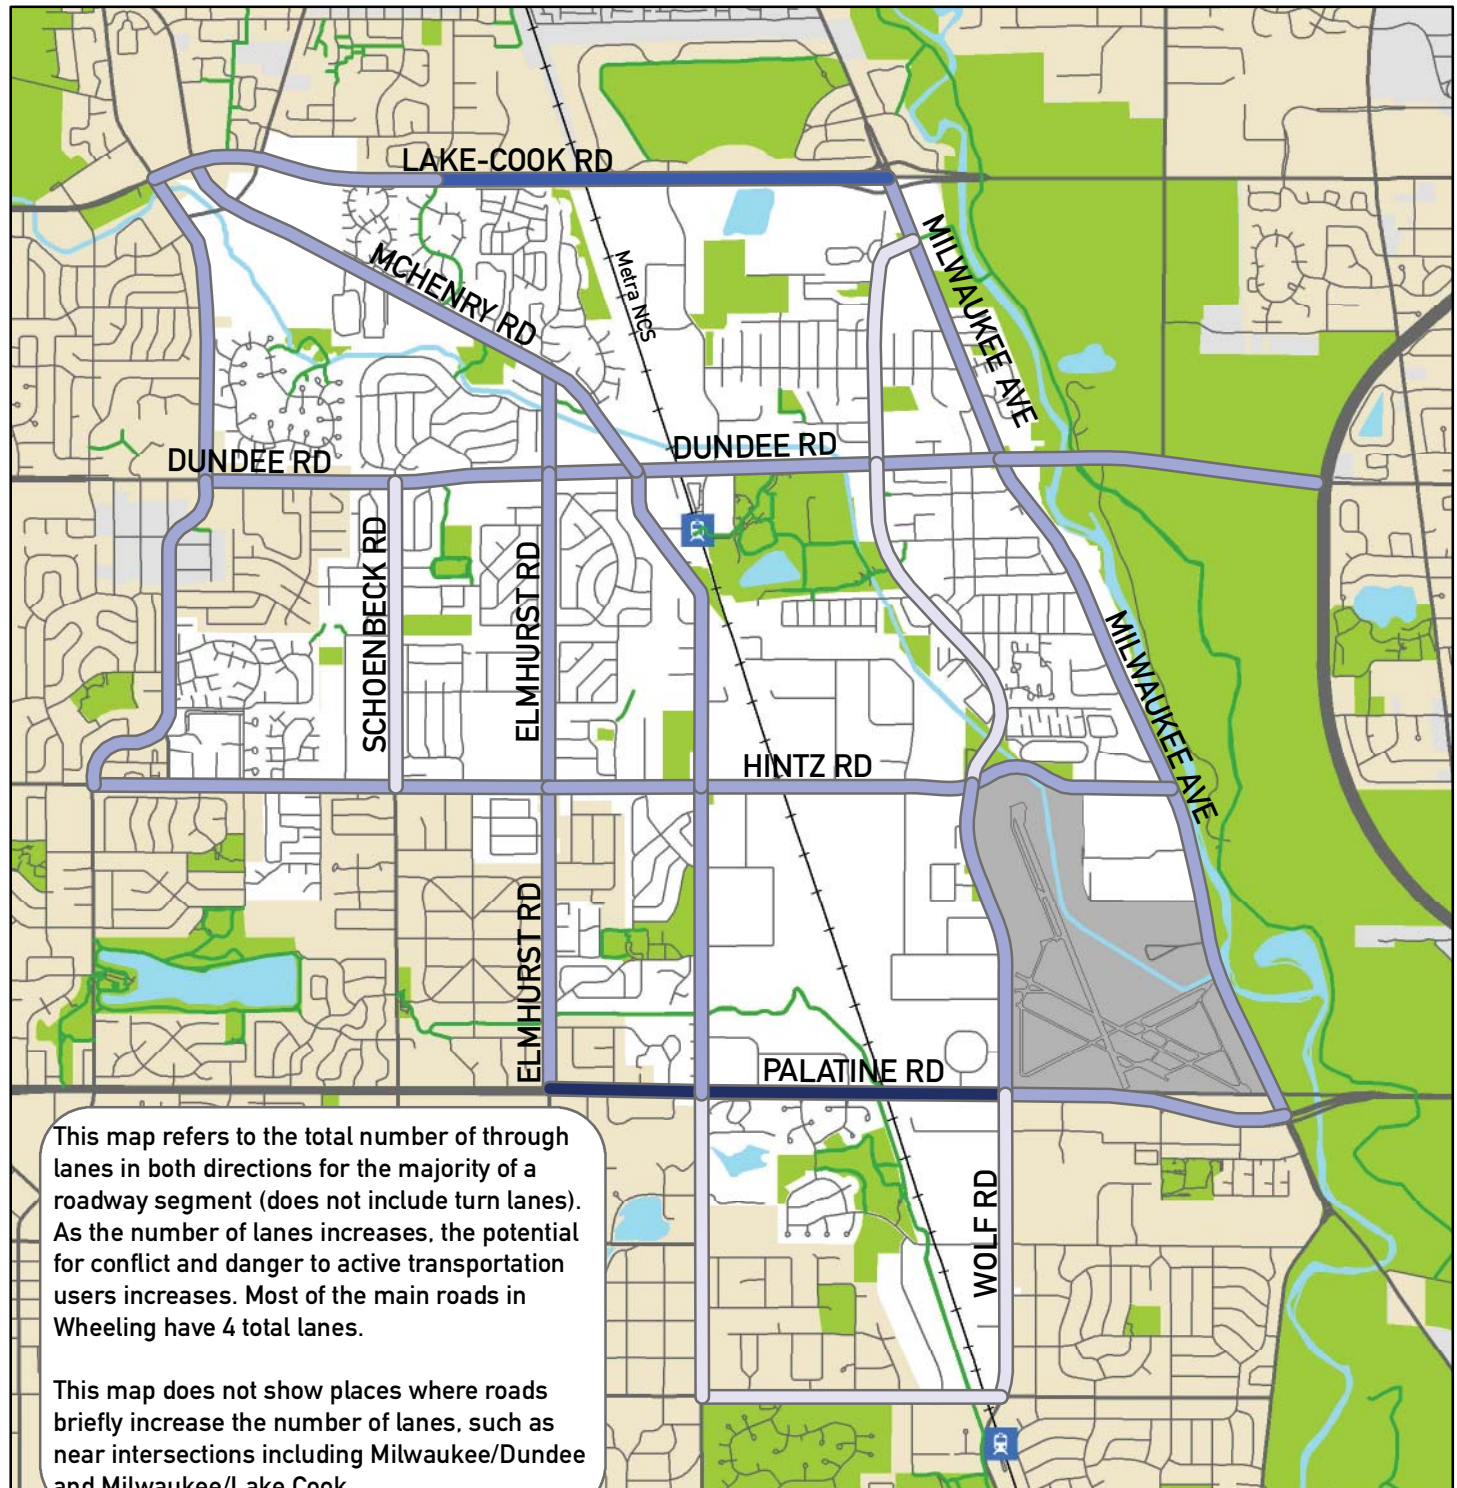 LAKE-COOK RD
MILWAUKEE AVE
MCHENRY RD
Metra NCS
DUNDEE RD
DUNDEE RD
SCHOENBECK RD
ELMHURST RD
MILWAUKEE AVE
HINTZ RD
ELMHURST RD
PALATINE RD
WOLF RD
This map refers to the total number of through
lanes in both directions for the majority of a
roadway segment (does not include turn lanes).
As the number of lanes increases, the potential
for conflict and danger to active transportation
users increases. Most of the main roads in
Wheeling have 4 total lanes.
This map does not show places where roads
briefly increase the number of lanes, such as
near intersections including Milwaukee/Dundee
and Milwaukee/Lake Cook